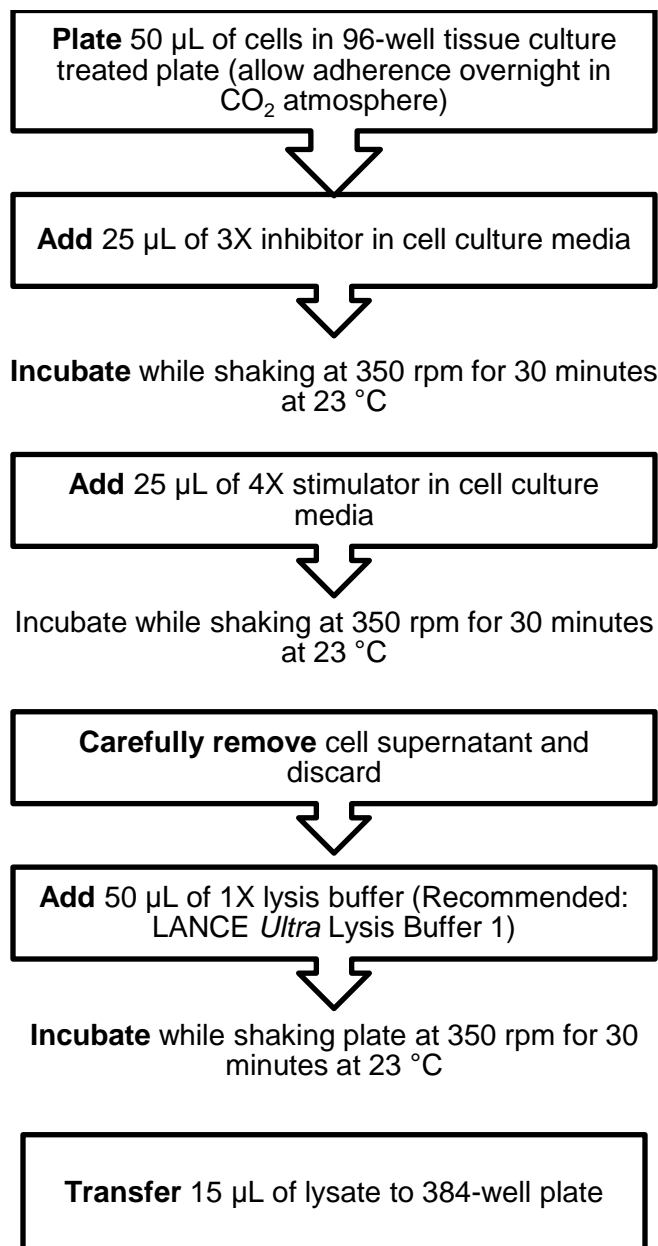 Plate 50 µL of cells in 96-well tissue culture
treated plate (allow adherence overnight in
CO₂ atmosphere)
Add 25 µL of 3X inhibitor in cell culture media
Incubate while shaking at 350 rpm for 30 minutes
at 23 °C
Add 25 µL of 4X stimulator in cell culture
media
Incubate while shaking at 350 rpm for 30 minutes
at 23 °C
Carefully remove cell supernatant and
discard
Add 50 µL of 1X lysis buffer (Recommended:
LANCE Ultra Lysis Buffer 1)
Incubate while shaking plate at 350 rpm for 30
minutes at 23 °C
Transfer 15 µL of lysate to 384-well plate